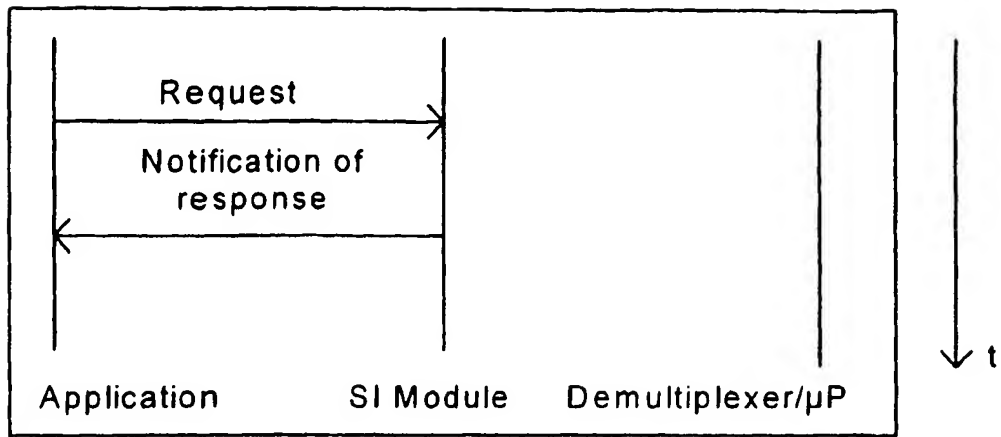 Request
Notification of
response
t
Application SI Module Demultiplexer/µP